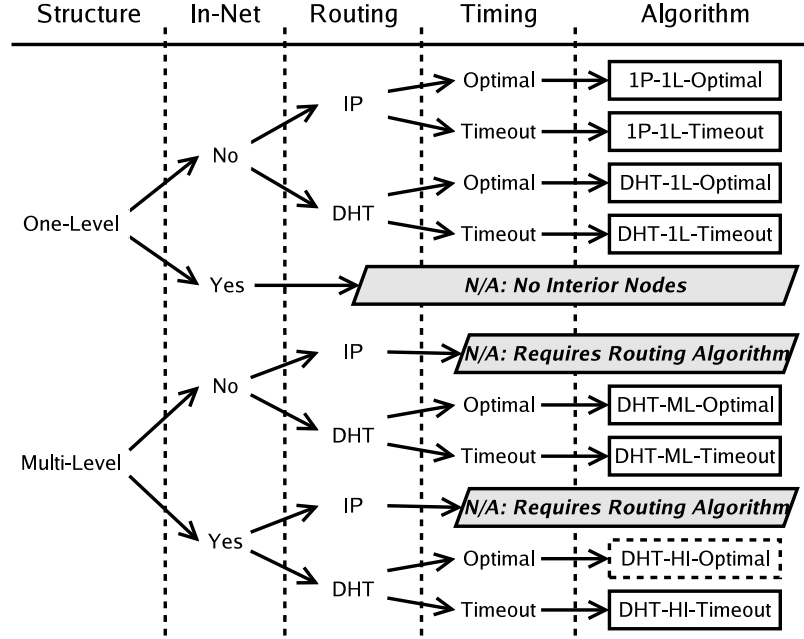 Structure In-Net Routing Timing Algorithm
Optimal 1P-1L-Optimal
IP
Timeout 1P-1L-Timeout
No
Optimal DHT-1L-Optimal
DHT
One-Level
Timeout DHT-1L-Timeout
Yes N/A: No Interior Nodes
IP N/A: Requires Routing Algorithm
No
Optimal DHT-ML-Optimal
DHT
Multi-Level
Timeout DHT-ML-Timeout
IP N/A: Requires Routing Algorithm
Yes
Optimal DHT-HI-Optimal
DHT
Timeout DHT-HI-Timeout